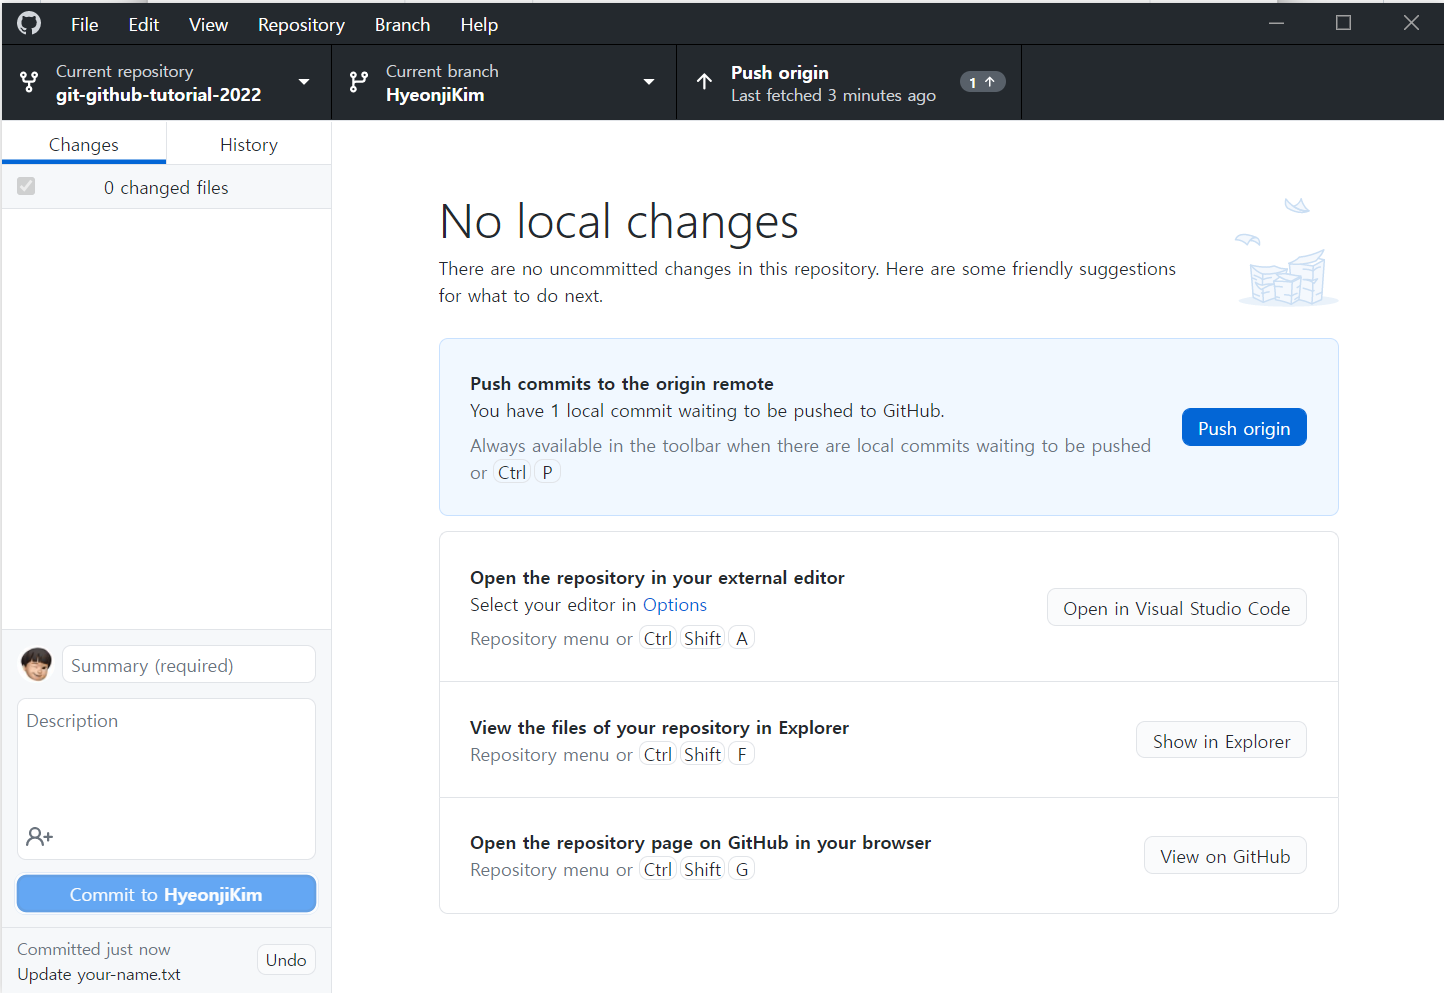 File Edit View Repository Branch Help
Current repository
git-github-tutorial-2022
Current branch
HyeonjiKim
Push origin
Last fetched 3 minutes ago
1
Changes
History
0 changed files
No local changes
There are no uncommitted changes in this repository. Here are some friendly suggestions
for what to do next.
Push commits to the origin remote
You have 1 local commit waiting to be pushed to GitHub.
Always available in the toolbar when there are local commits waiting to be pushed
or Ctrl P
Push origin
Open the repository in your external editor
Select your editor in Options
Repository menu or Ctrl Shift A
Open in Visual Studio Code
View the files of your repository in Explorer
Repository menu or Ctrl Shift F
Show in Explorer
Open the repository page on GitHub in your browser
Repository menu or Ctrl Shift G
View on GitHub
Summary (required)
Description
Commit to HyeonjiKim
Committed just now
Update your-name.txt
Undo